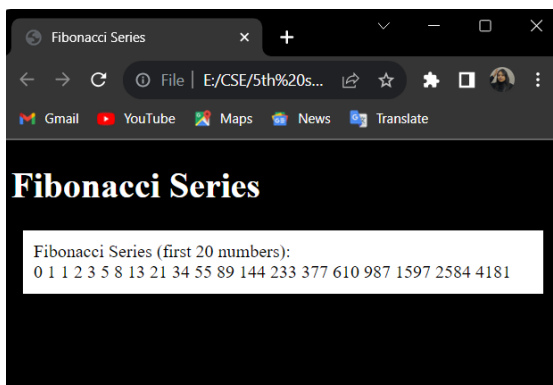 Fibonacci Series
File E:/CSE/5th%20s...
Gmail YouTube Maps News Translate
Fibonacci Series
Fibonacci Series (first 20 numbers):
0 1 1 2 3 5 8 13 21 34 55 89 144 233 377 610 987 1597 2584 4181